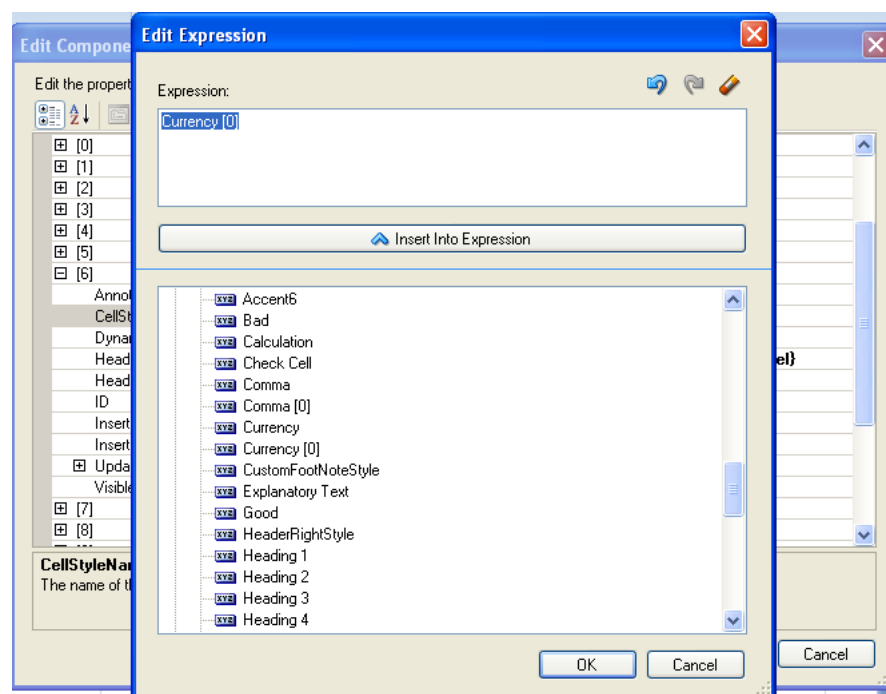 Edit Compone
Edit Expression
Edit the propert
Expression:
Currency [0]
[0]
[1]
[2]
[3]
[4]
[5]
[6]
Annot
CellSt
Dynar
Head
el}
Head
ID
Insert
Insert
Upda
Visible
[7]
[8]
CellStyleNa
The name of t
Insert Into Expression
Accent6
Bad
Calculation
Check Cell
Comma
Comma [0]
Currency
Currency [0]
CustomFootNoteStyle
Explanatory Text
Good
HeaderRightStyle
Heading 1
Heading 2
Heading 3
Heading 4
OK
Cancel
Cancel